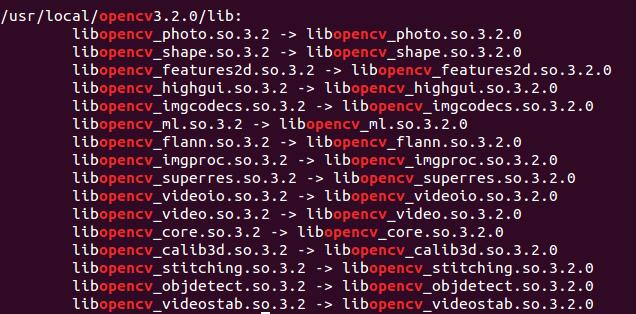 /usr/local/opencv3.2.0/lib:
libopencv_photo.so.3.2 -> libopencv_photo.so.3.2.0
libopencv_shape.so.3.2 -> libopencv_shape.so.3.2.0
libopencv_features2d.so.3.2 -> libopencv_features2d.so.3.2.0
libopencv_highgui.so.3.2 -> libopencv_highgui.so.3.2.0
libopencv_imgcodecs.so.3.2 -> libopencv_imgcodecs.so.3.2.0
libopencv_ml.so.3.2 -> libopencv_ml.so.3.2.0
libopencv_flann.so.3.2 -> libopencv_flann.so.3.2.0
libopencv_imgproc.so.3.2 -> libopencv_imgproc.so.3.2.0
libopencv_superres.so.3.2 -> libopencv_superres.so.3.2.0
libopencv_videoio.so.3.2 -> libopencv_videoio.so.3.2.0
libopencv_video.so.3.2 -> libopencv_video.so.3.2.0
libopencv_core.so.3.2 -> libopencv_core.so.3.2.0
libopencv_calib3d.so.3.2 -> libopencv_calib3d.so.3.2.0
libopencv_stitching.so.3.2 -> libopencv_stitching.so.3.2.0
libopencv_objdetect.so.3.2 -> libopencv_objdetect.so.3.2.0
libopencv_videostab.so.3.2 -> libopencv_videostab.so.3.2.0